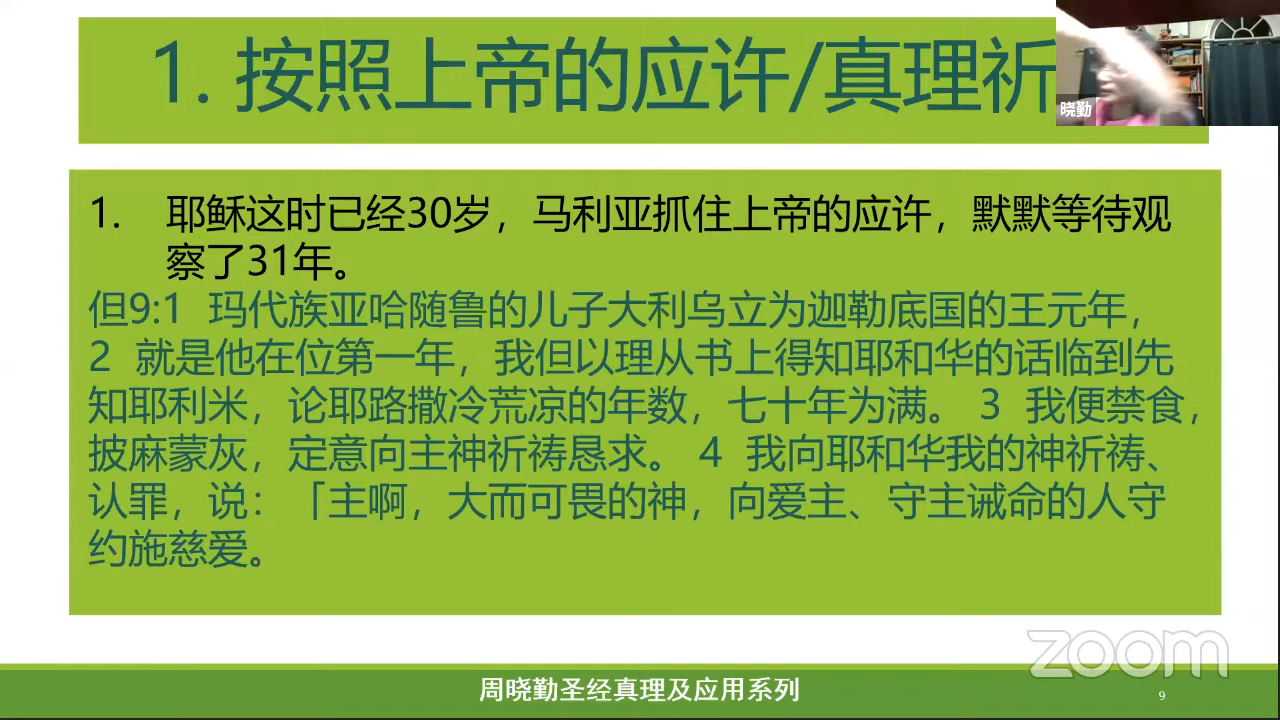 1. 按照上帝的应许/真理祈
晓勤
1. 耶稣这时已经30岁，马利亚抓住上帝的应许，默默等待观
察了31年。
但9:1 玛代族亚哈随鲁的儿子大利乌立为迦勒底国的王元年，
2 就是他在位第一年，我但以理从书上得知耶和华的话临到先
知耶利米，论耶路撒冷荒凉的年数，七十年为满。 3 我便禁食，
披麻蒙灰，定意向主神祈祷恳求。 4 我向耶和华我的神祈祷、
认罪，说：「主啊，大而可畏的神，向爱主、守主诫命的人守
约施慈爱。
zoom
周晓勤圣经真理及应用系列
9